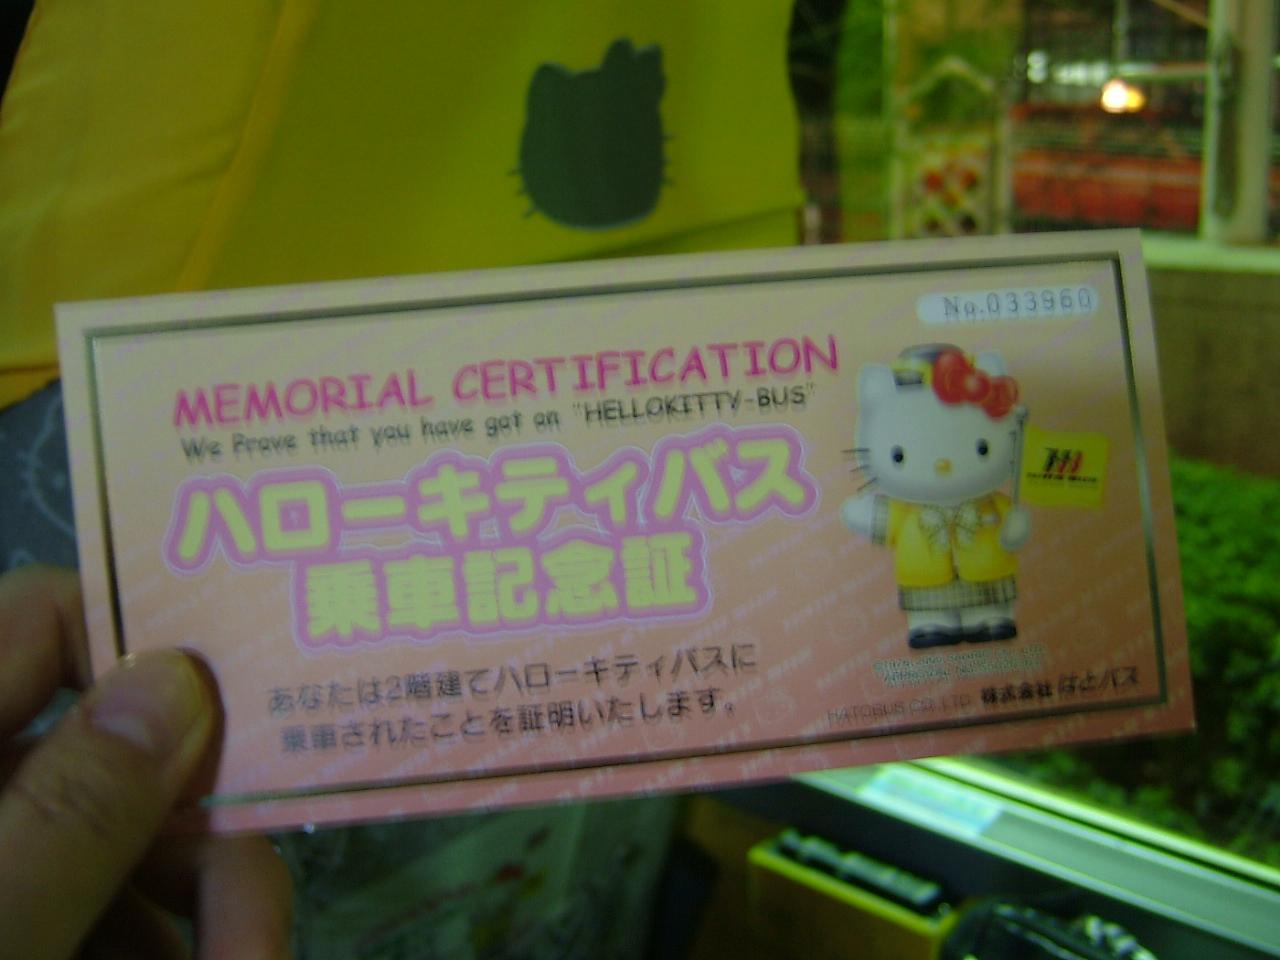 No.033960
MEMORIAL CERTIFICATION
We Prove that you have got on "HELLOKITTY-BUS"
ハローキティバス
乗車記念証
あなたは2階建てハローキティバスに
乗車されたことを証明いたします。
HATOBUS CO., LTD. 株式会社 はとバス